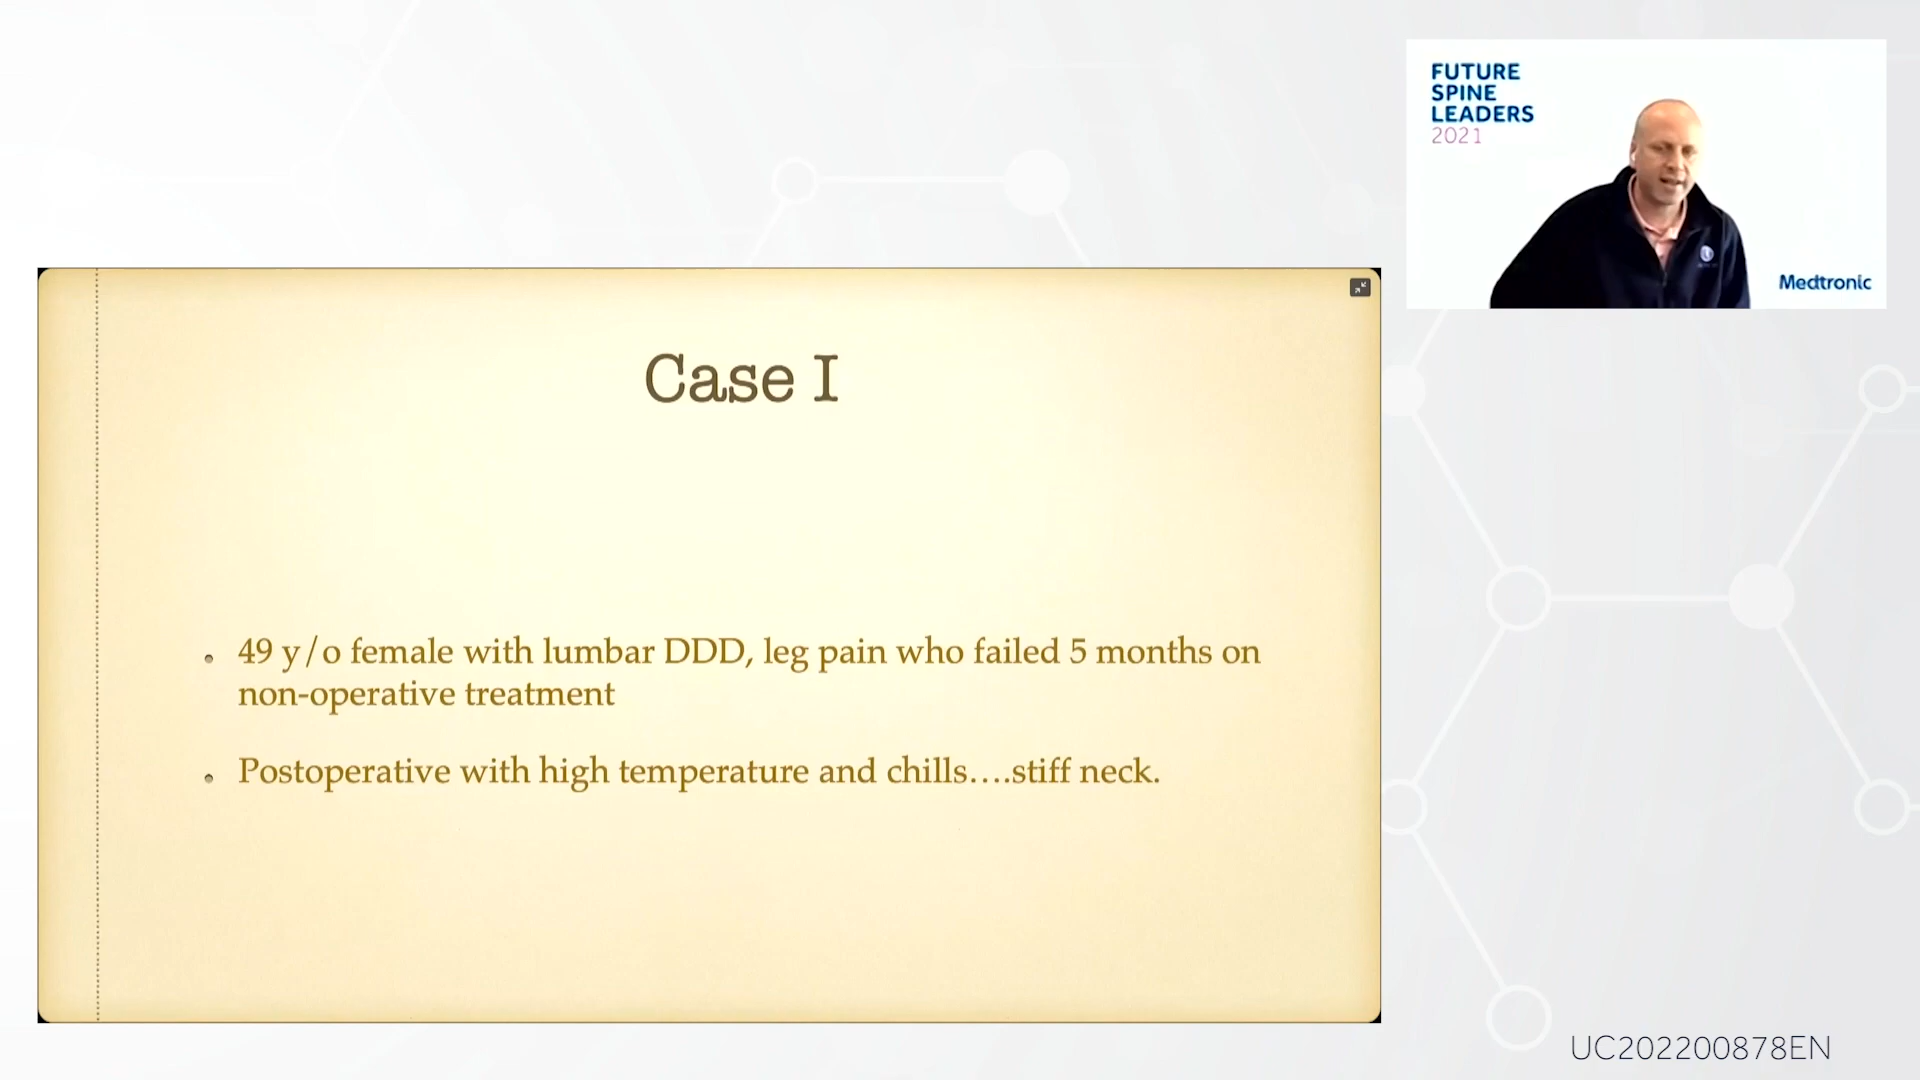 FUTURE
SPINE
LEADERS
2021
Medtronic
Case I
49 y/o female with lumbar DDD, leg pain who failed 5 months on
non-operative treatment
Postoperative with high temperature and chills....stiff neck.
UC202200878EN